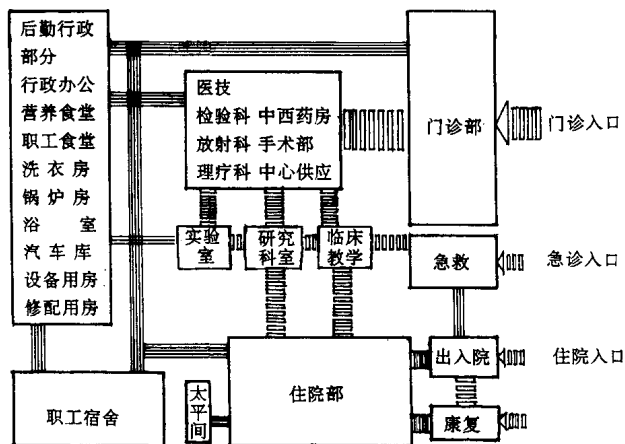 后勤行政
部分
行政办公
营养食堂
职工食堂
洗衣房
锅炉房
浴室
汽车库
设备用房
修配用房
医技
检验科 中西药房
放射科 手术部
理疗科 中心供应
门诊部
门诊入口
实验
室
研究
科室
临床
教学
急救
急诊入口
出入院
住院入口
住院部
太
平
间
康复
职工宿舍